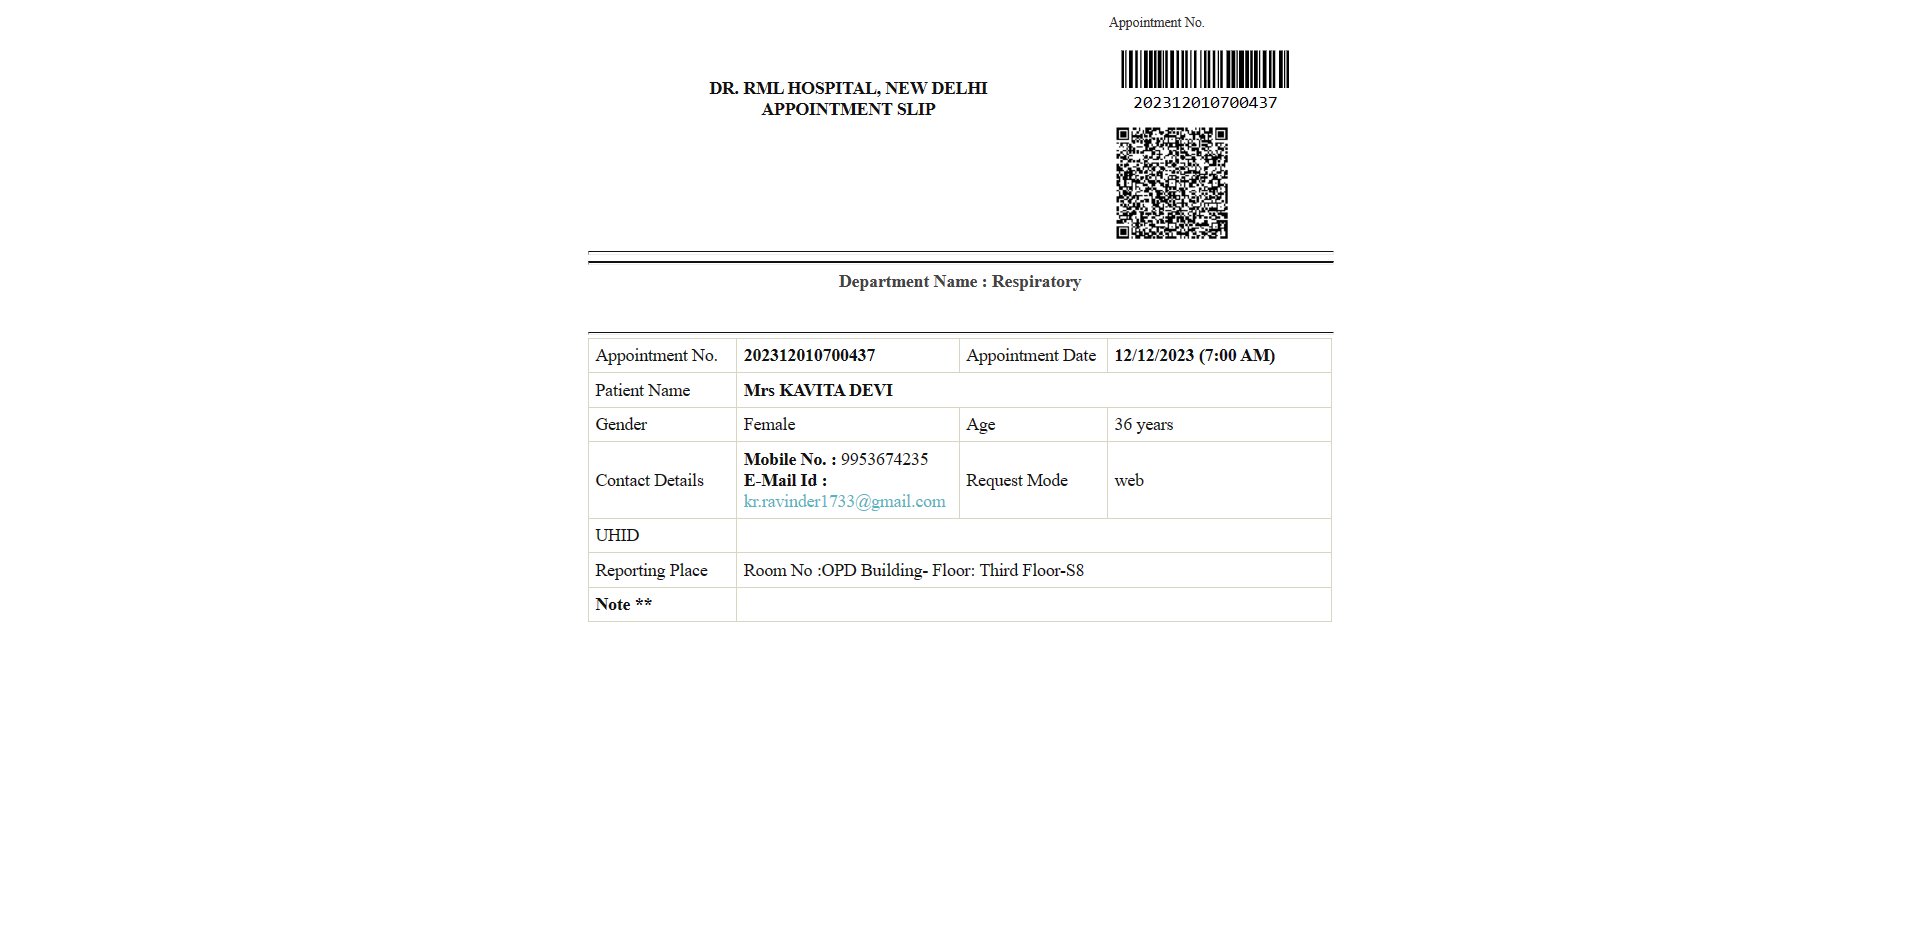 Appointment No.
202312010700437
DR. RML HOSPITAL, NEW DELHI
APPOINTMENT SLIP
Department Name : Respiratory
Appointment No. 202312010700437 Appointment Date 12/12/2023 (7:00 AM)
Patient Name Mrs KAVITA DEVI
Gender Female Age 36 years
Contact Details Mobile No. : 9953674235
E-Mail Id :
kr.ravinder1733@gmail.com
Request Mode web
UHID
Reporting Place Room No :OPD Building- Floor: Third Floor-S8
Note **